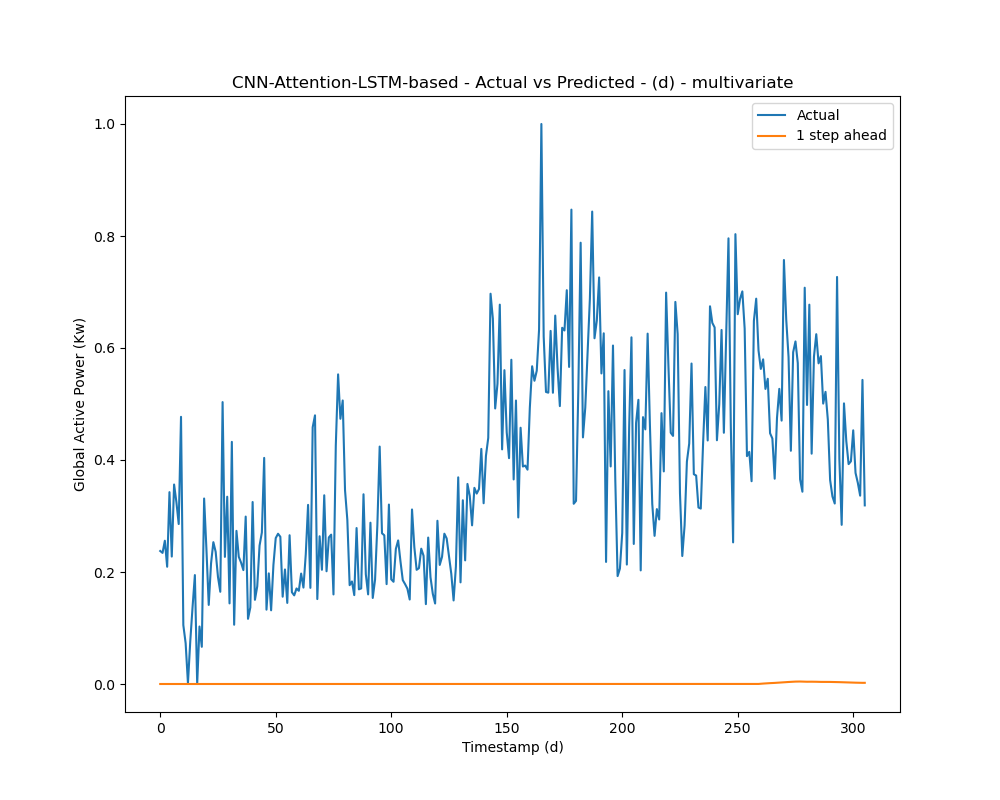 CNN-Attention-LSTM-based - Actual vs Predicted - (d) - multivariate
Actual
1 step ahead
Global Active Power (Kw)
1.0
0.8
0.6
0.4
0.2
0.0
0 50 100 150 200 250 300
Timestamp (d)